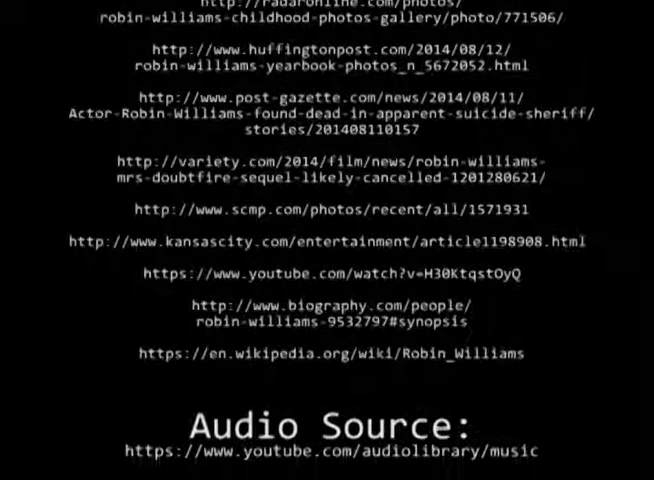 http://radaronline.com/photos/
robin-williams-childhood-photos-gallery/photo/771506/
http://www.huffingtonpost.com/2014/08/12/
robin-williams-yearbook-photos_n_5672052.html
http://www.post-gazette.com/news/2014/08/11/
Actor-Robin-Williams-found-dead-in-apparent-suicide-sheriff/
stories/201408110157
http://variety.com/2014/film/news/robin-williams-
mrs-doubtfire-sequel-likely-cancelled-1201280621/
http://www.scmp.com/photos/recent/all/1571931
http://www.kansascity.com/entertainment/article1198908.html
https://www.youtube.com/watch?v=H30KtqstOyQ
http://www.biography.com/people/
robin-williams-9532797#synopsis
https://en.wikipedia.org/wiki/Robin_Williams
Audio Source:
https://www.youtube.com/audiolibrary/music